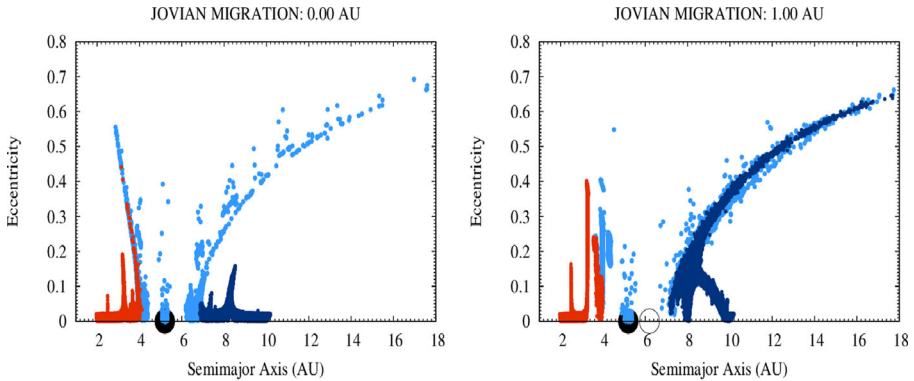 JOVIAN MIGRATION: 0.00 AU
0.8
0.7
0.6
0.5
0.4
0.3
0.2
0.1
0
Eccentricity
2 4 6 8 10 12 14 16 18
Semimajor Axis (AU)
JOVIAN MIGRATION: 1.00 AU
0.8
0.7
0.6
0.5
0.4
0.3
0.2
0.1
0
Eccentricity
2 4 6 8 10 12 14 16 18
Semimajor Axis (AU)